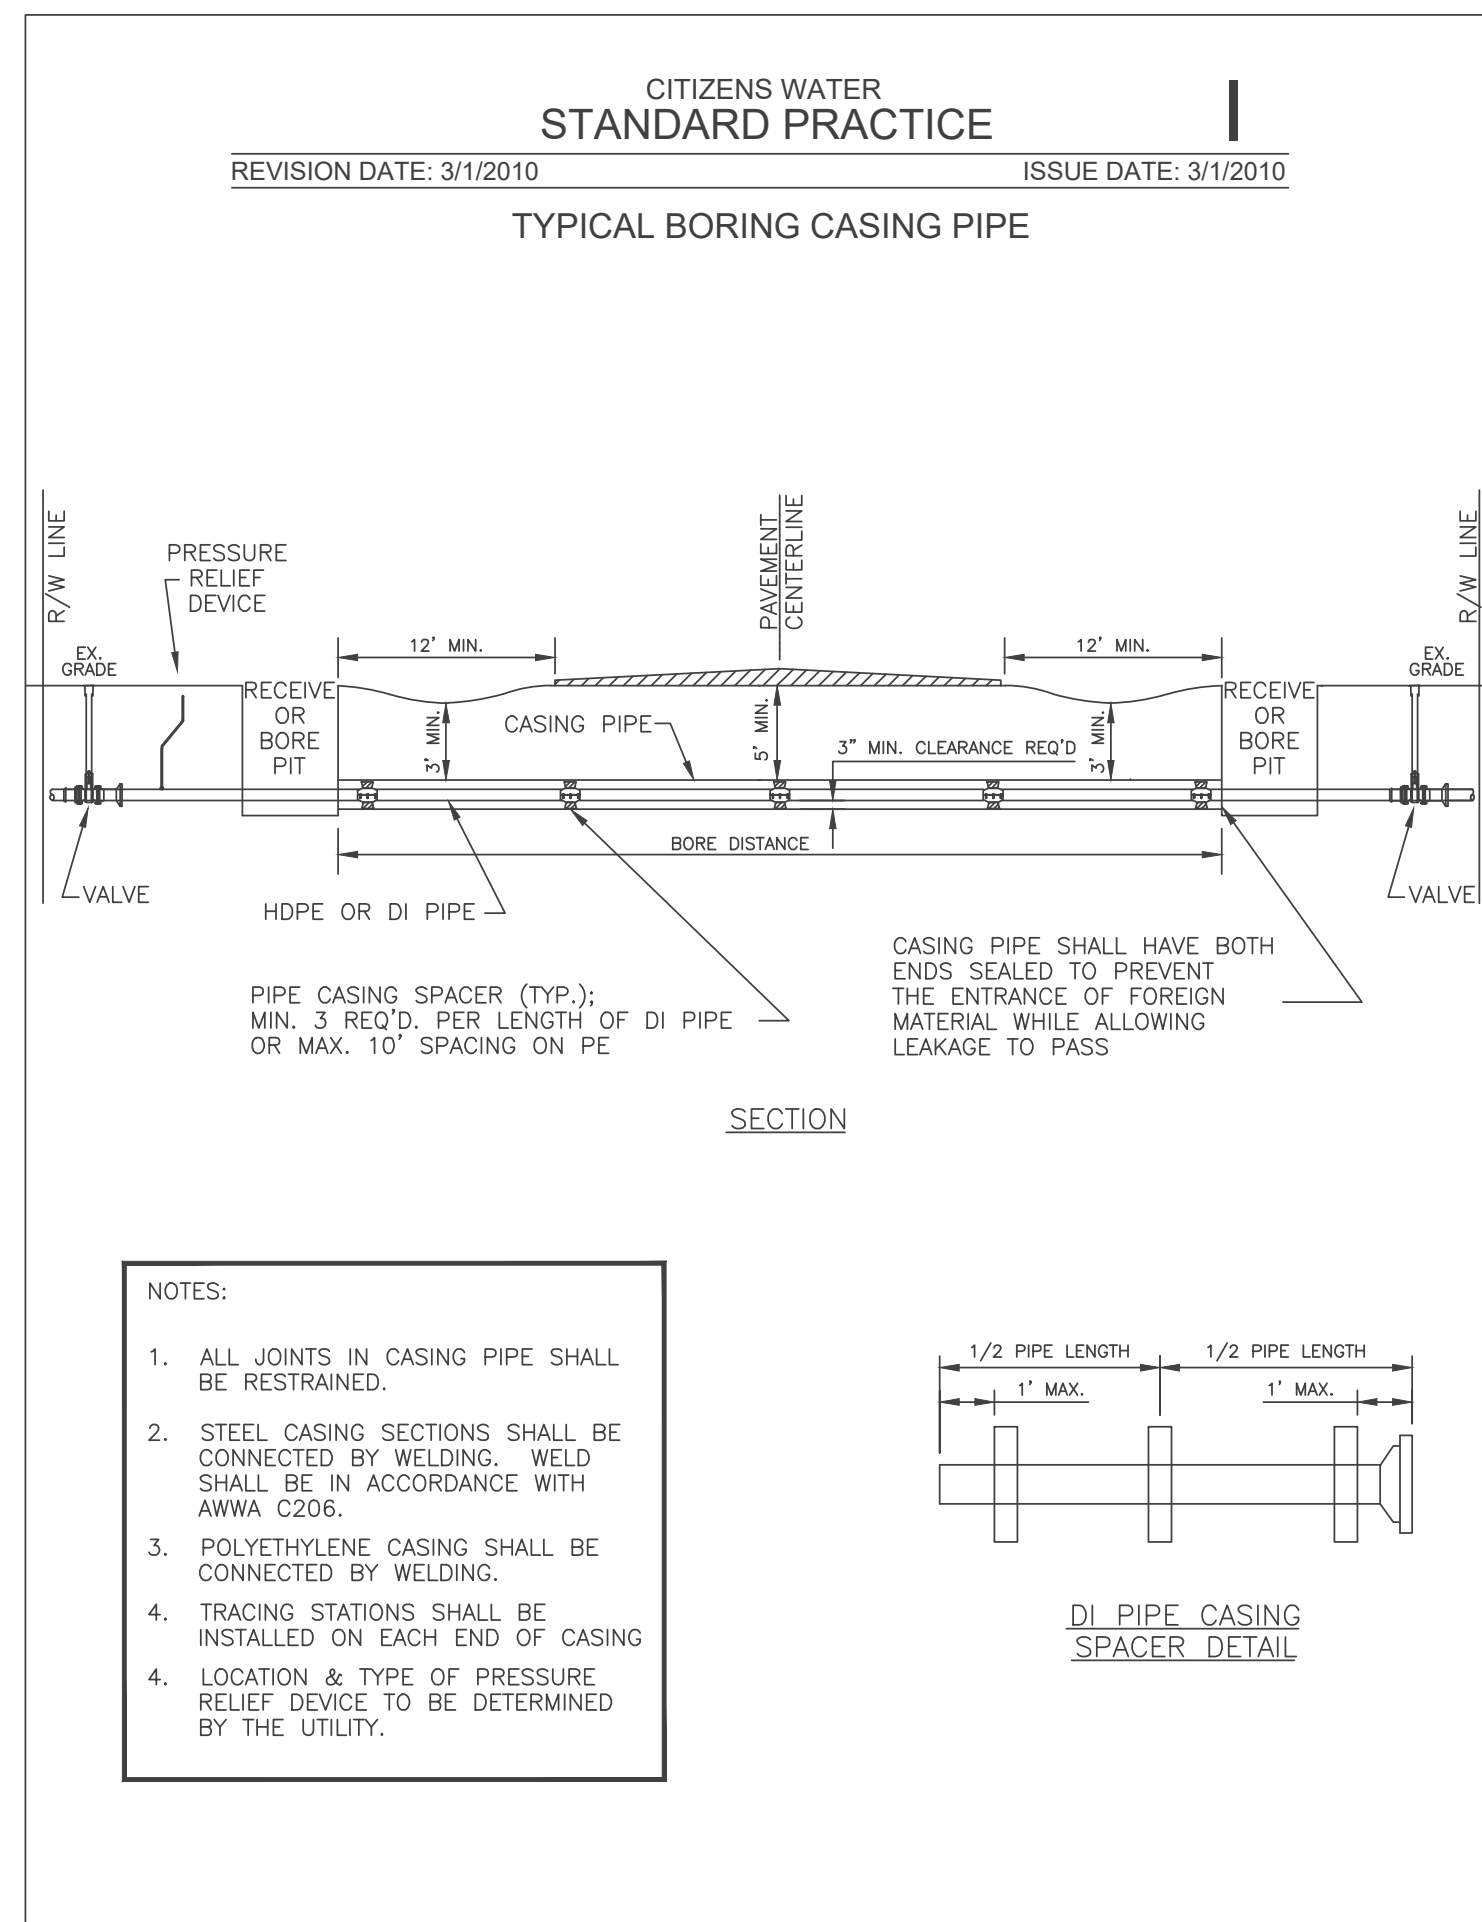 CITIZENS WATER
STANDARD PRACTICE
REVISION DATE: 3/1/2010
ISSUE DATE: 3/1/2010
TYPICAL BORING CASING PIPE
R/W LINE
PRESSURE
RELIEF
DEVICE
PAVEMENT
CENTERLINE
R/W LINE
EX.
GRADE
12' MIN.
12' MIN.
EX.
GRADE
RECEIVE
OR
BORE
PIT
3' MIN.
CASING PIPE
5' MIN.
3" MIN. CLEARANCE REQ'D
3' MIN.
RECEIVE
OR
BORE
PIT
BORE DISTANCE
VALVE
HDPE OR DI PIPE
VALVE
PIPE CASING SPACER (TYP.);
MIN. 3 REQ'D. PER LENGTH OF DI PIPE
OR MAX. 10' SPACING ON PE
CASING PIPE SHALL HAVE BOTH
ENDS SEALED TO PREVENT
THE ENTRANCE OF FOREIGN
MATERIAL WHILE ALLOWING
LEAKAGE TO PASS
SECTION
NOTES:
1. ALL JOINTS IN CASING PIPE SHALL
BE RESTRAINED.
2. STEEL CASING SECTIONS SHALL BE
CONNECTED BY WELDING. WELD
SHALL BE IN ACCORDANCE WITH
AWWA C206.
3. POLYETHYLENE CASING SHALL BE
CONNECTED BY WELDING.
4. TRACING STATIONS SHALL BE
INSTALLED ON EACH END OF CASING
4. LOCATION & TYPE OF PRESSURE
RELIEF DEVICE TO BE DETERMINED
BY THE UTILITY.
1/2 PIPE LENGTH
1/2 PIPE LENGTH
1' MAX.
1' MAX.
DI PIPE CASING
SPACER DETAIL